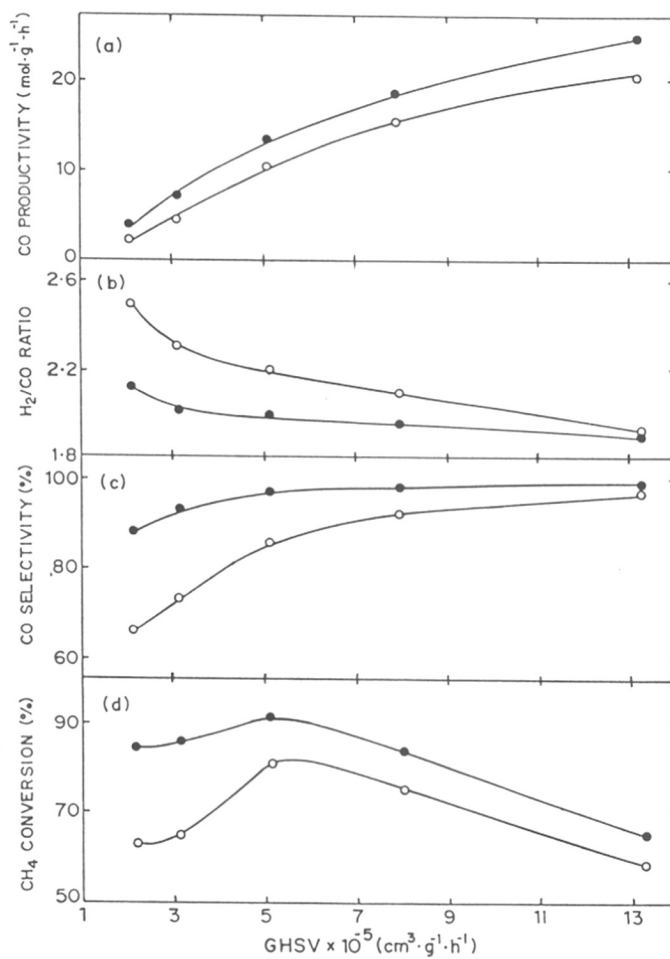 (a)
CO PRODUCTIVITY (mol·g⁻¹·h⁻¹)
20
10
0
(b)
H₂/CO RATIO
2·6
2·2
1·8
(c)
CO SELECTIVITY (%)
100
80
60
(d)
CH₄ CONVERSION (%)
90
70
50
1 3 5 7 9 11 13
GHSV × 10⁻⁵ (cm³·g⁻¹·h⁻¹)